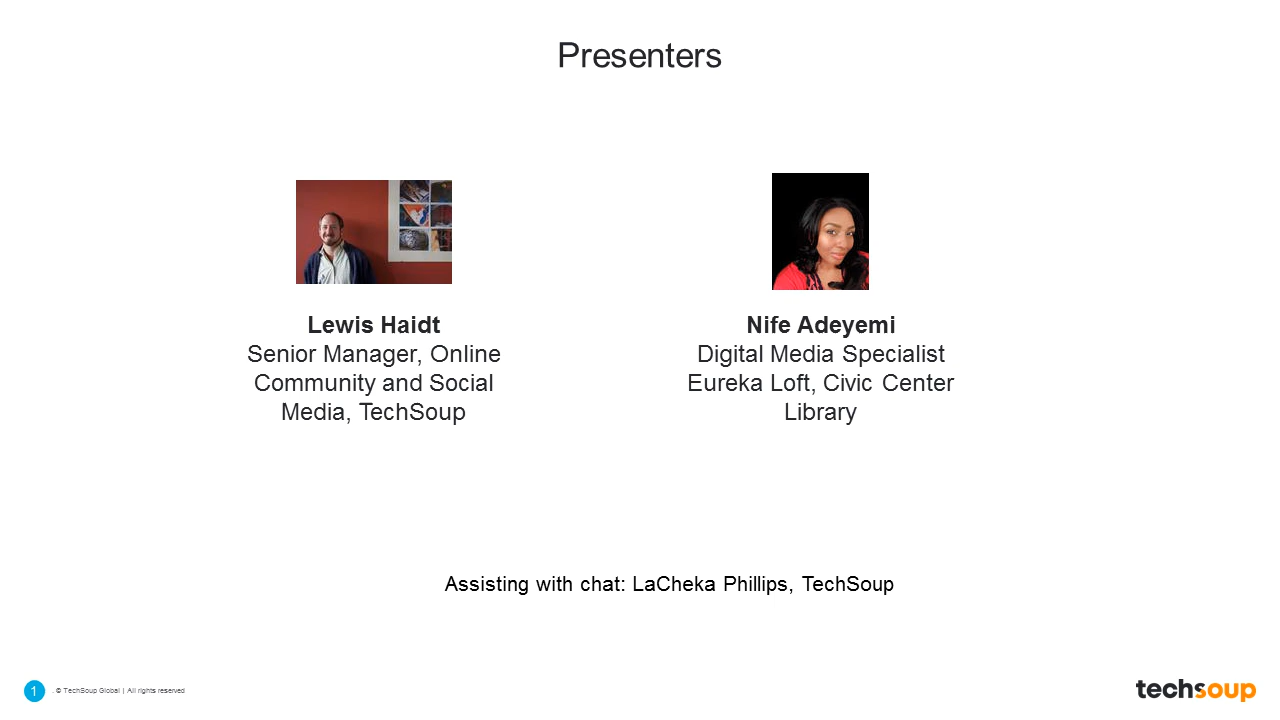 Presenters
Lewis Haidt
Senior Manager, Online
Community and Social
Media, TechSoup
Nife Adeyemi
Digital Media Specialist
Eureka Loft, Civic Center
Library
Assisting with chat: LaCheka Phillips, TechSoup
1
. © TechSoup Global | All rights reserved
techsoup